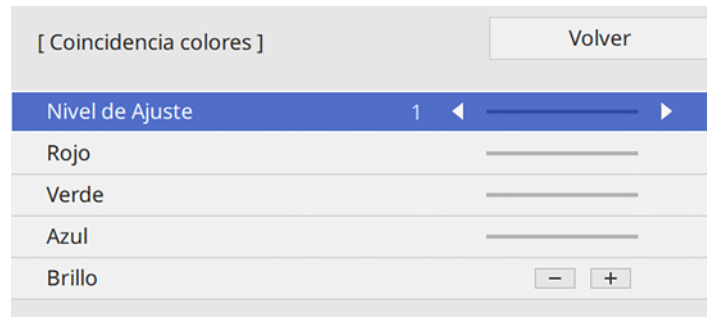 [ Coincidencia colores ] Volver
Nivel de Ajuste 1
Rojo
Verde
Azul
Brillo − +